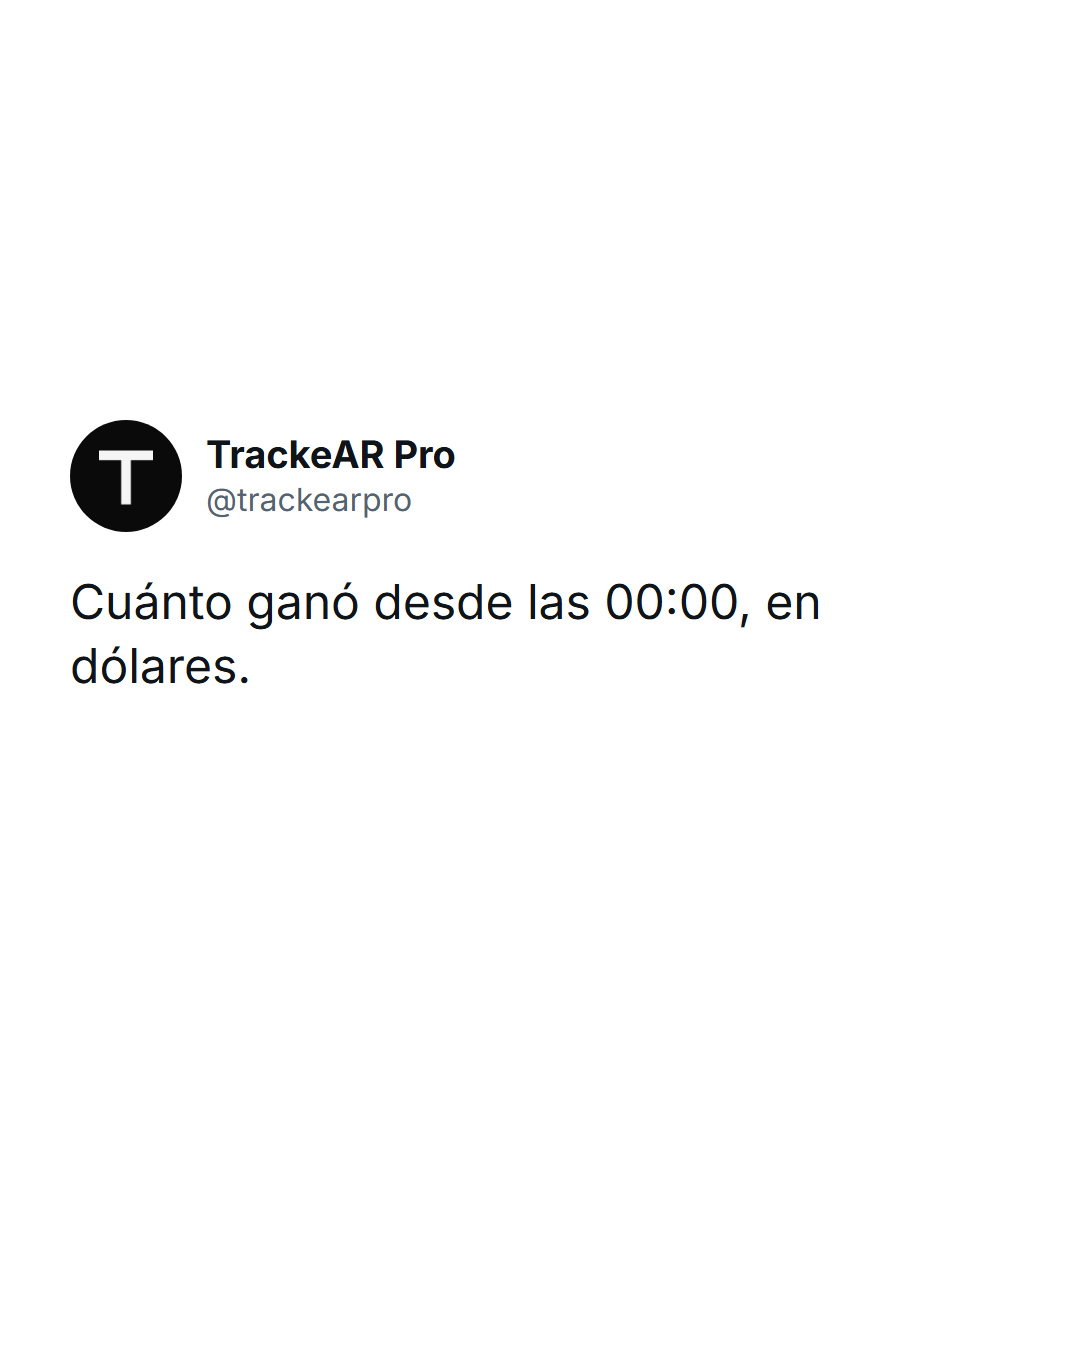 T
TrackeAR Pro
@trackearpro
Cuánto ganó desde las 00:00, en
dólares.